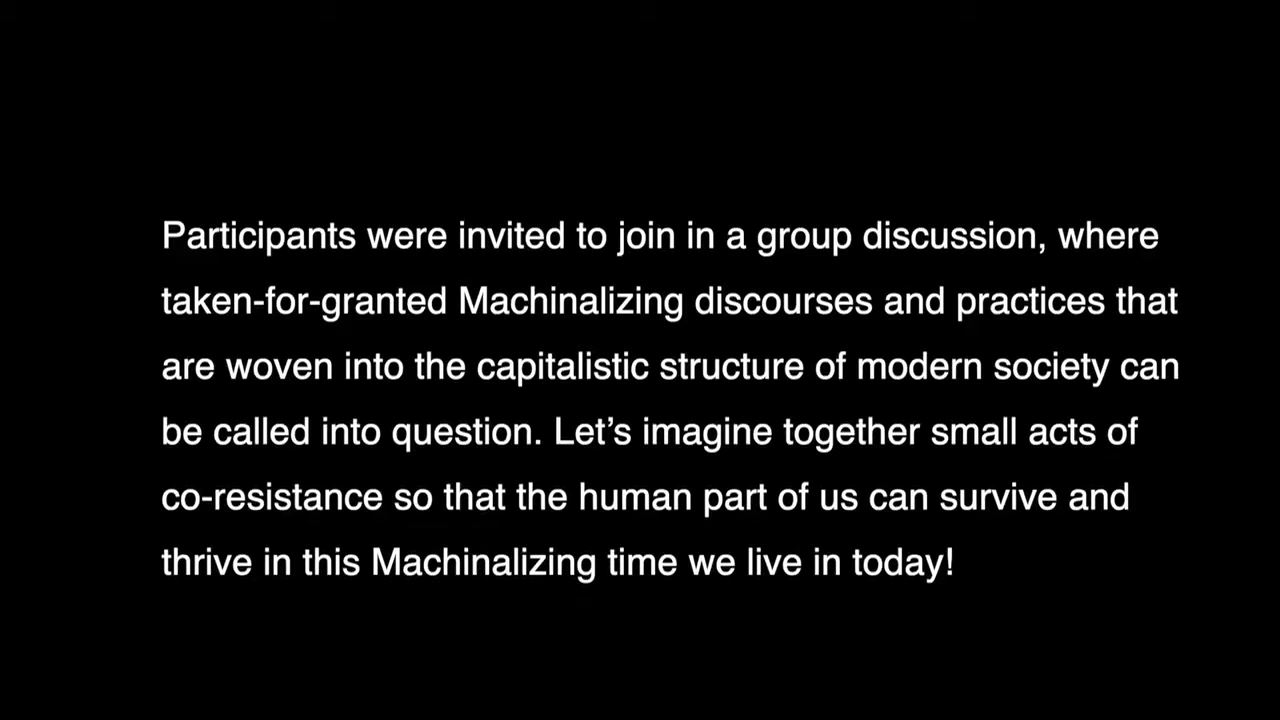 Participants were invited to join in a group discussion, where
taken-for-granted Machinalizing discourses and practices that
are woven into the capitalistic structure of modern society can
be called into question. Let’s imagine together small acts of
co-resistance so that the human part of us can survive and
thrive in this Machinalizing time we live in today!